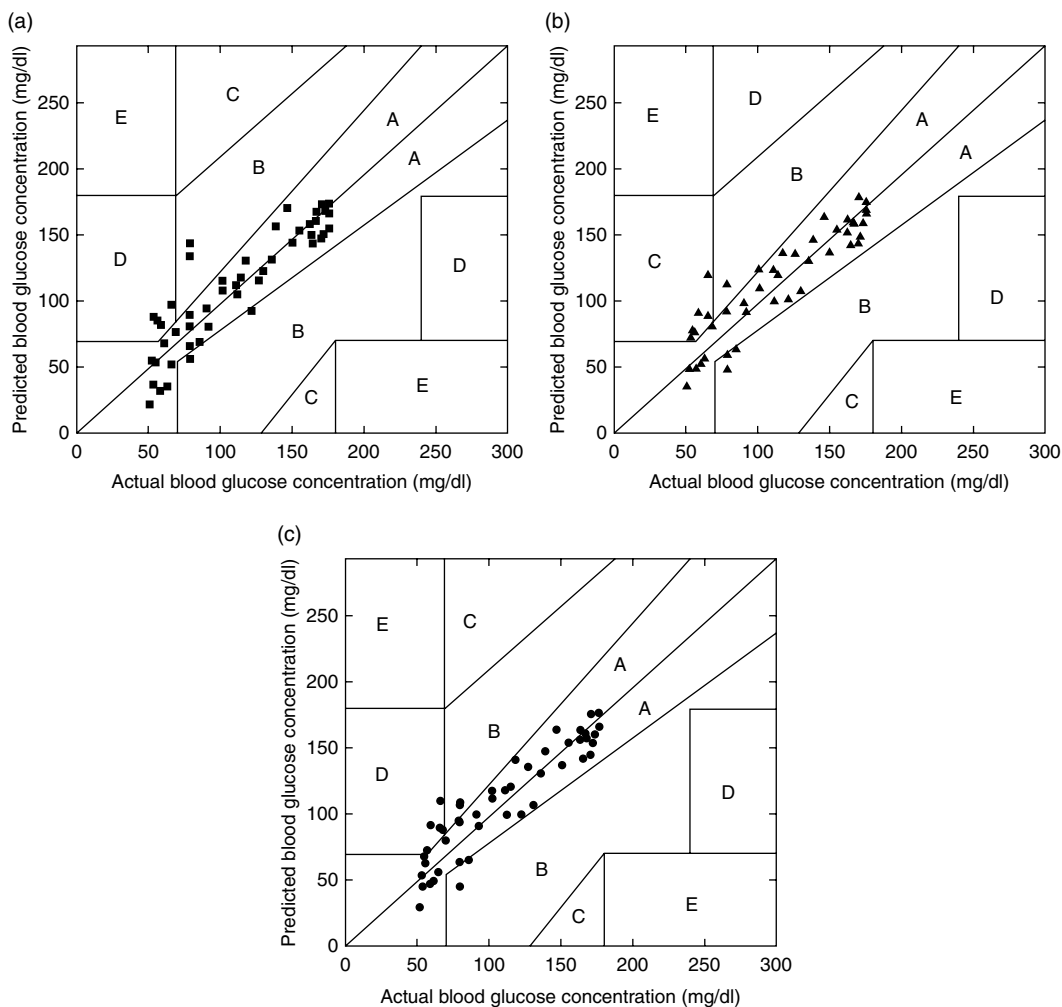 (a)
Predicted blood glucose concentration (mg/dl)
250
200
150
100
50
0
E
C
A
A
B
D
D
B
C
E
0 50 100 150 200 250 300
Actual blood glucose concentration (mg/dl)
(b)
Predicted blood glucose concentration (mg/dl)
250
200
150
100
50
0
E
D
A
A
B
C
D
B
C
E
0 50 100 150 200 250 300
Actual blood glucose concentration (mg/dl)
(c)
Predicted blood glucose concentration (mg/dl)
250
200
150
100
50
0
E
C
A
A
B
D
D
B
C
E
0 50 100 150 200 250 300
Actual blood glucose concentration (mg/dl)